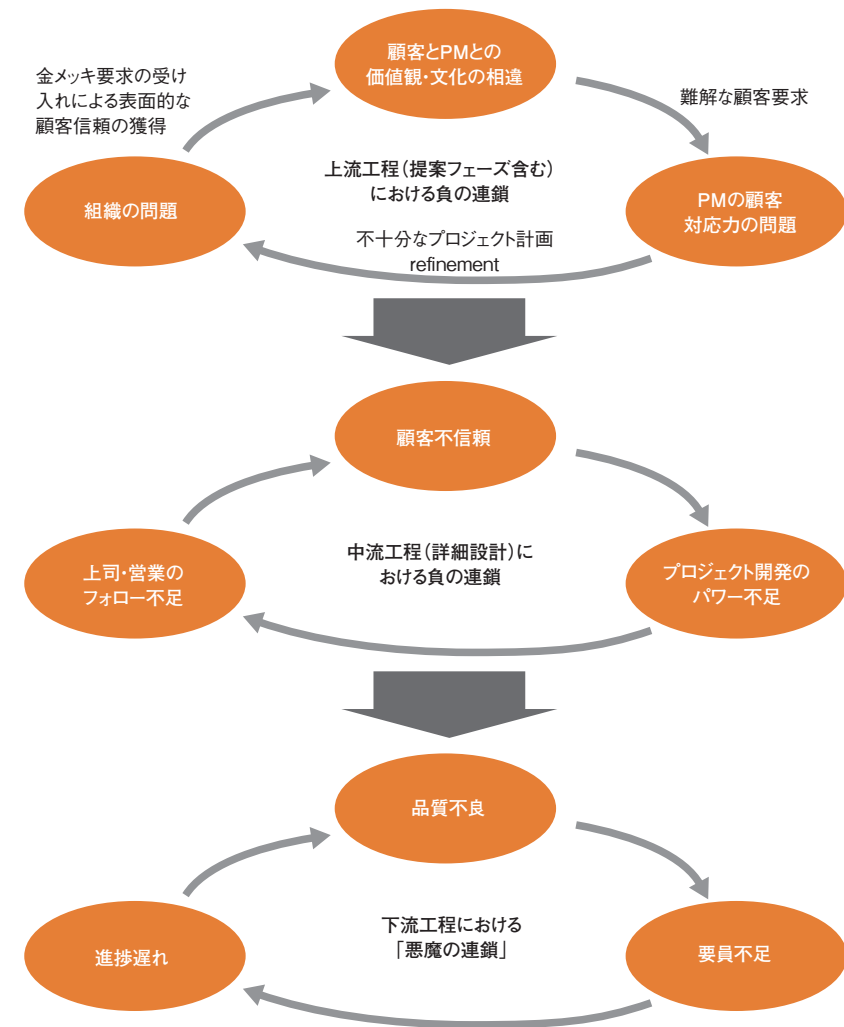 顧客とPMとの
価値観・文化の相違
金メッキ要求の受け
入れによる表面的な
顧客信頼の獲得
難解な顧客要求
上流工程（提案フェーズ含む）
における負の連鎖
組織の問題
PMの顧客
対応力の問題
不十分なプロジェクト計画
refinement
顧客不信頼
中流工程（詳細設計）に
おける負の連鎖
上司・営業の
フォロー不足
プロジェクト開発の
パワー不足
品質不良
下流工程における
「悪魔の連鎖」
進捗遅れ
要員不足